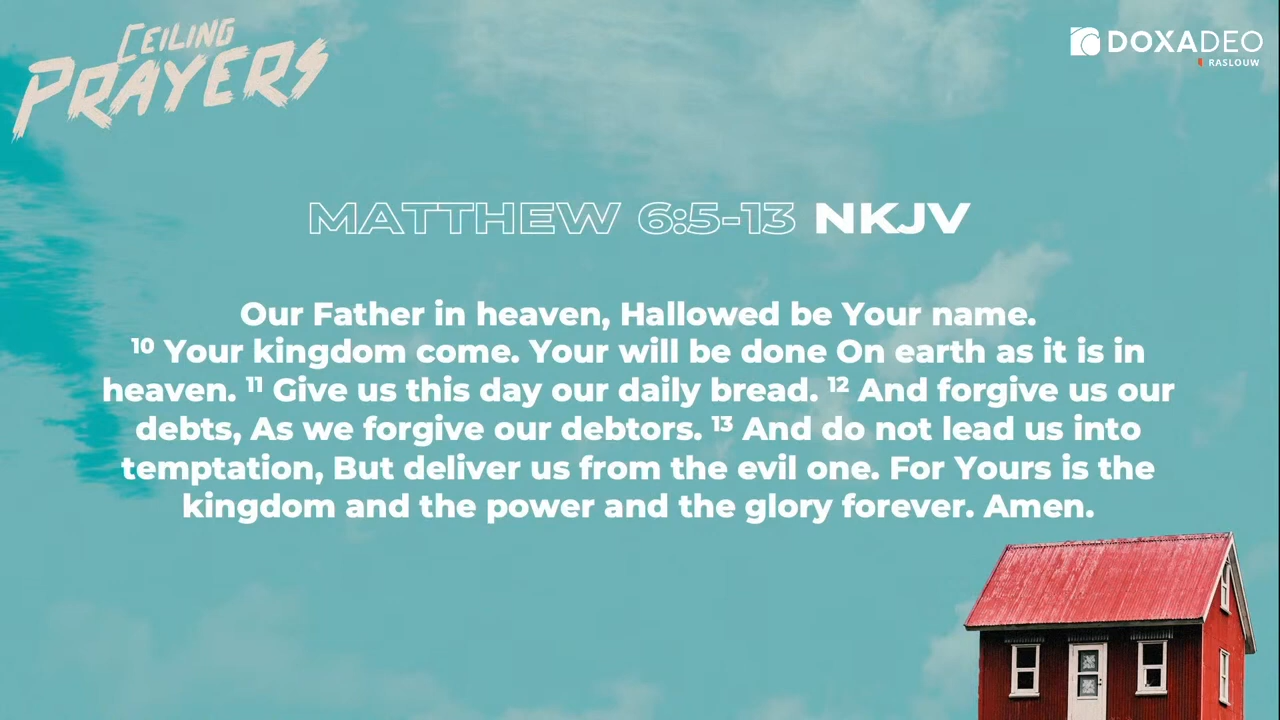 CEILING
PRAYERS
DOXADEO
RASLOUW
MATTHEW 6:5-13 NKJV
Our Father in heaven, Hallowed be Your name.
¹⁰ Your kingdom come. Your will be done On earth as it is in
heaven. ¹¹ Give us this day our daily bread. ¹² And forgive us our
debts, As we forgive our debtors. ¹³ And do not lead us into
temptation, But deliver us from the evil one. For Yours is the
kingdom and the power and the glory forever. Amen.